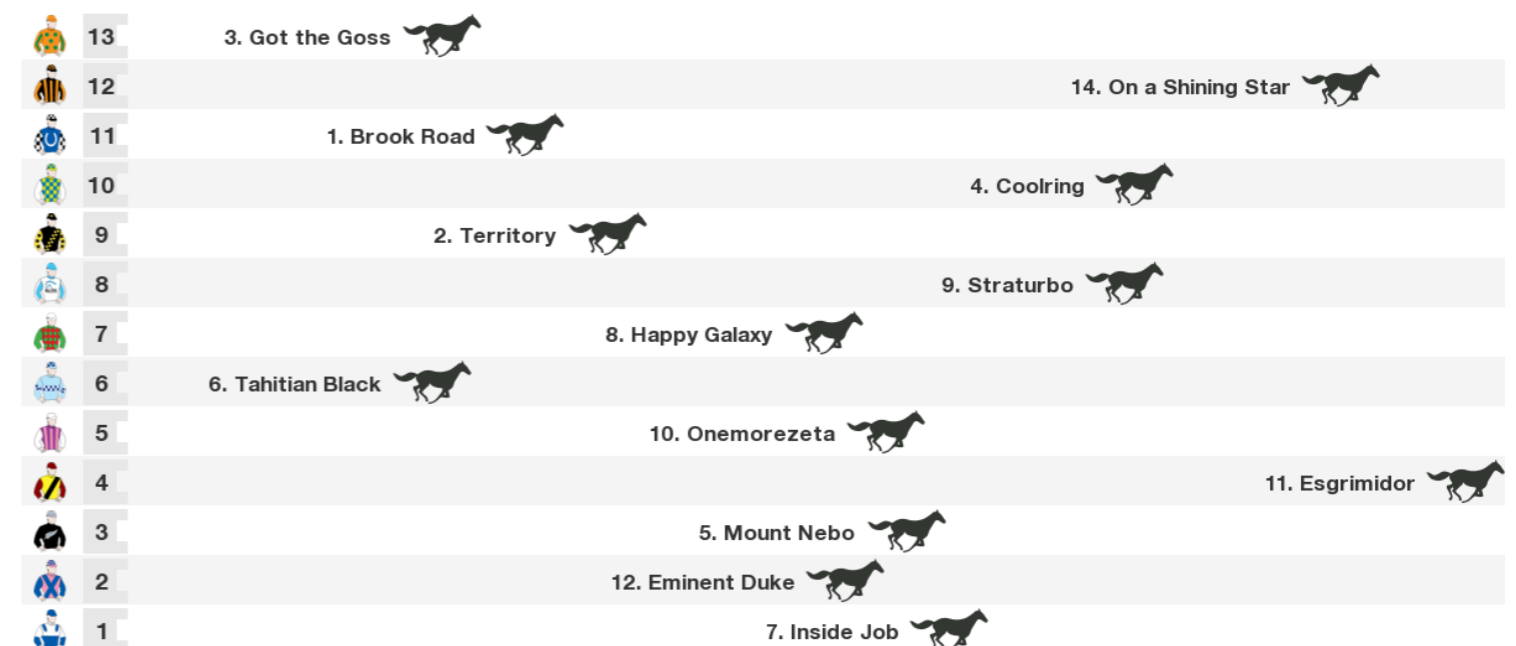 13 3. Got the Goss
12 14. On a Shining Star
11 1. Brook Road
10 4. Coolring
9 2. Territory
8 9. Straturbo
7 8. Happy Galaxy
6 6. Tahitian Black
5 10. Onemorezeta
4 11. Esgrimidor
3 5. Mount Nebo
2 12. Eminent Duke
1 7. Inside Job